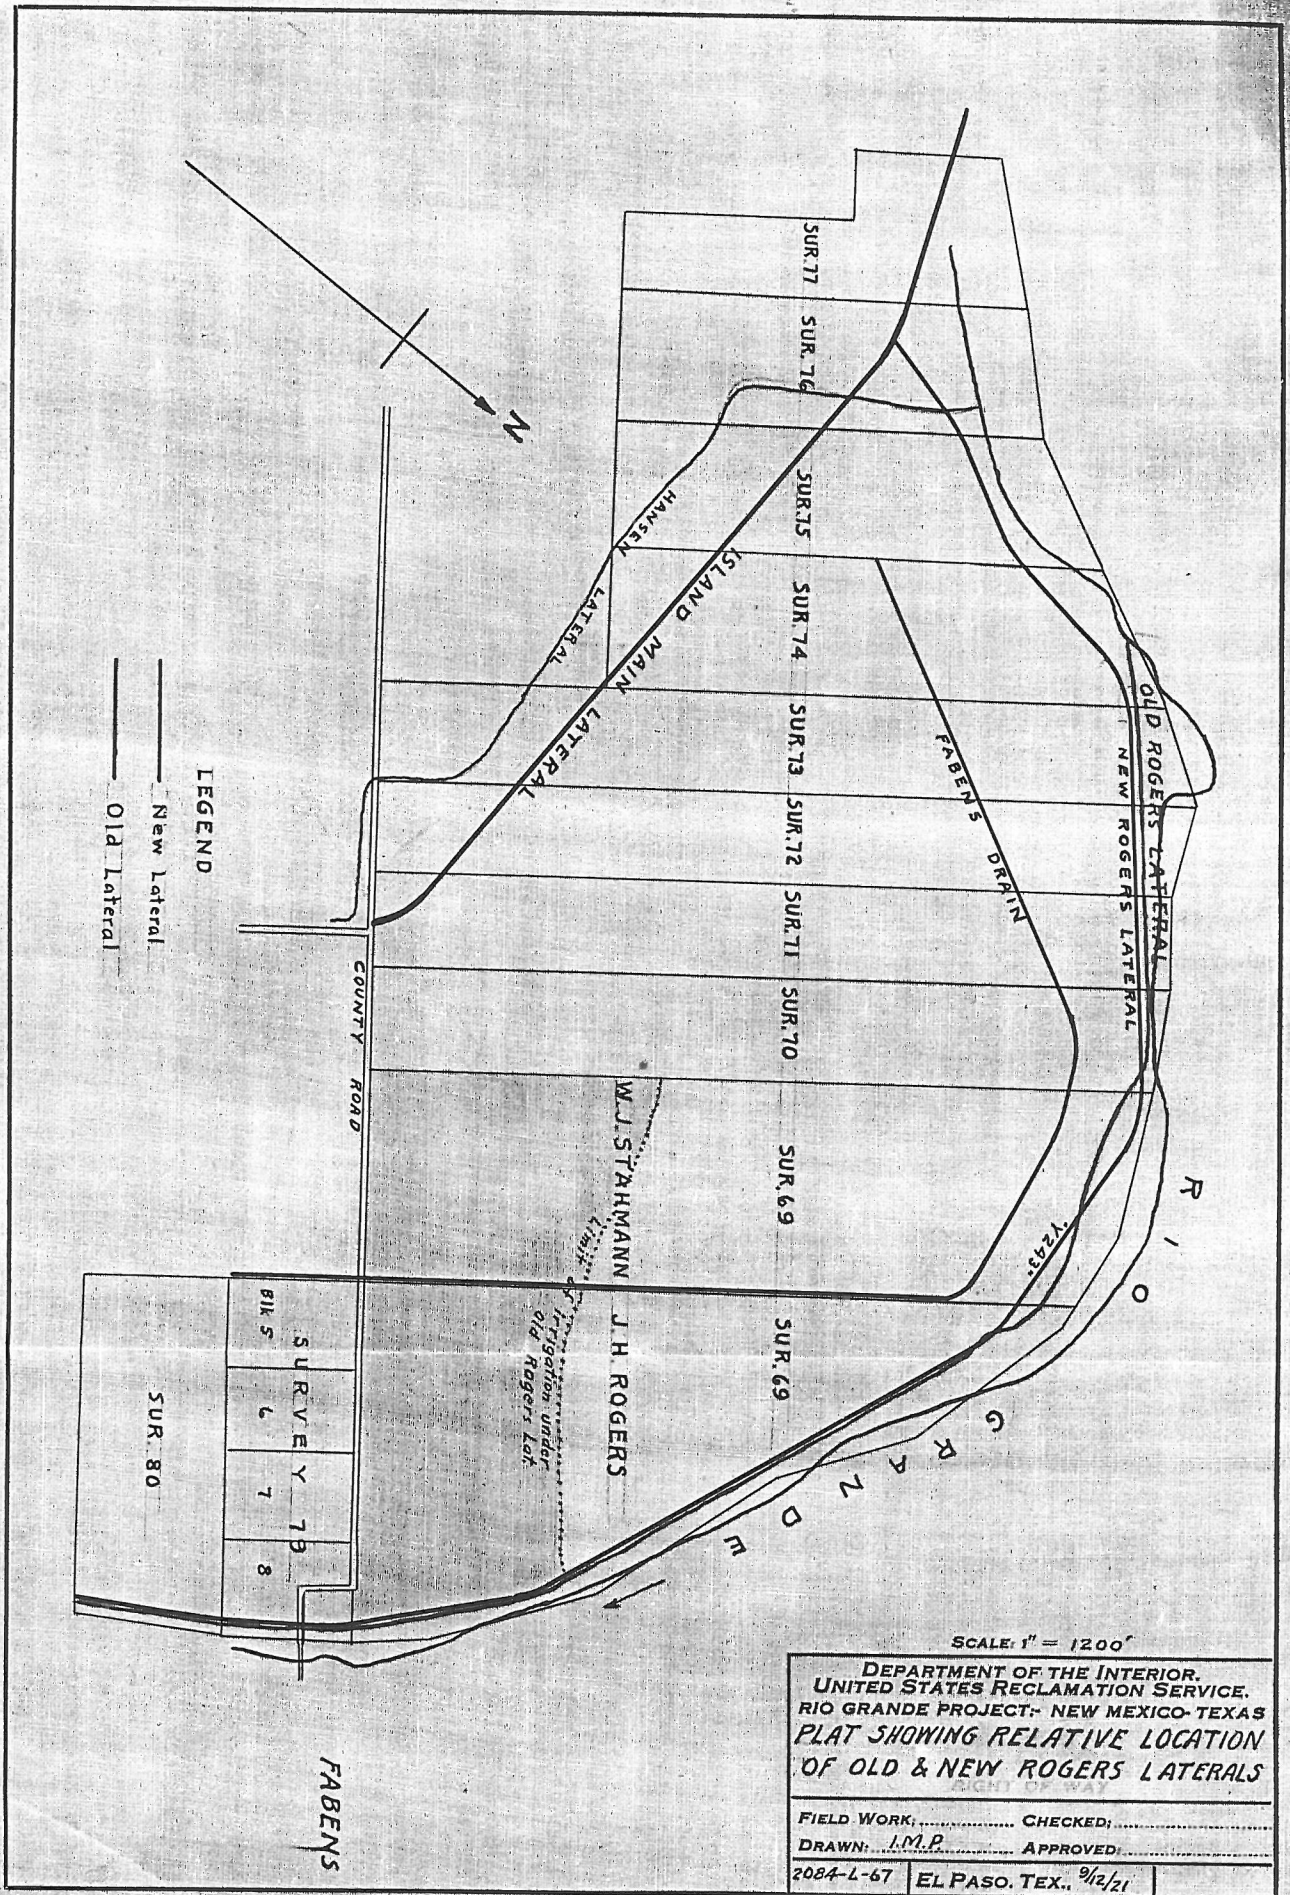 SUR.77
SUR.76
SUR.75
SUR.74
SUR.73
SUR.72
SUR.71
SUR.70
SUR.69
SUR.69
N
HANSEN LATERAL
ISLAND MAIN LATERAL
FABENS DRAIN
OLD ROGERS LATERAL
NEW ROGERS LATERAL
"Y243"
RIO GRANDE
W.J. STAHMANN
J.H. ROGERS
Limit of Irrigation under
Old Rogers Lat.
COUNTY ROAD
LEGEND
New Lateral
Old Lateral
SURVEY 79
Blk 5
6
7
8
SUR. 80
FABENS
SCALE: 1" = 1200'
DEPARTMENT OF THE INTERIOR.
UNITED STATES RECLAMATION SERVICE.
RIO GRANDE PROJECT:- NEW MEXICO-TEXAS
PLAT SHOWING RELATIVE LOCATION
OF OLD & NEW ROGERS LATERALS
RIGHT OF WAY
FIELD WORK: CHECKED:
DRAWN: I.M.P. APPROVED:
2084-L-67 EL PASO. TEX., 9/12/21